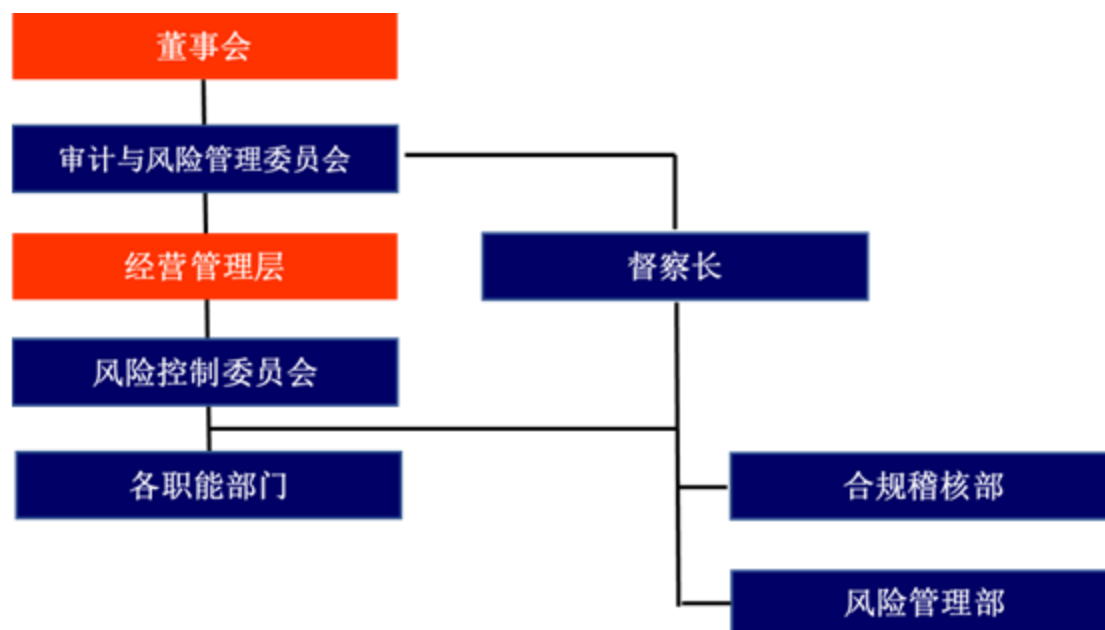 董事会
审计与风险管理委员会
经营管理层
督察长
风险控制委员会
各职能部门
合规稽核部
风险管理部